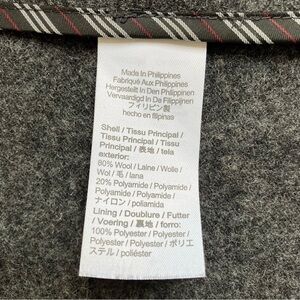 Made In Philippines
Fabriqué Aux Philippines
Hergestellt In Den Philippinen
Vervaardigd In De Filippijnen
フィリピン製
hecho en filipinas
Shell / Tissu Principal /
Tissu Principal / Tissu
Principal / 表地 / tela
exterior:
80% Wool / Laine / Wolle /
Wol / 毛 / lana
20% Polyamide / Polyamide /
Polyamide / Polyamide /
ナイロン / poliamida
Lining / Doublure / Futter
/ Voering / 裏地 / forro:
100% Polyester / Polyester /
Polyester / Polyester / ポリエ
ステル / poliéster